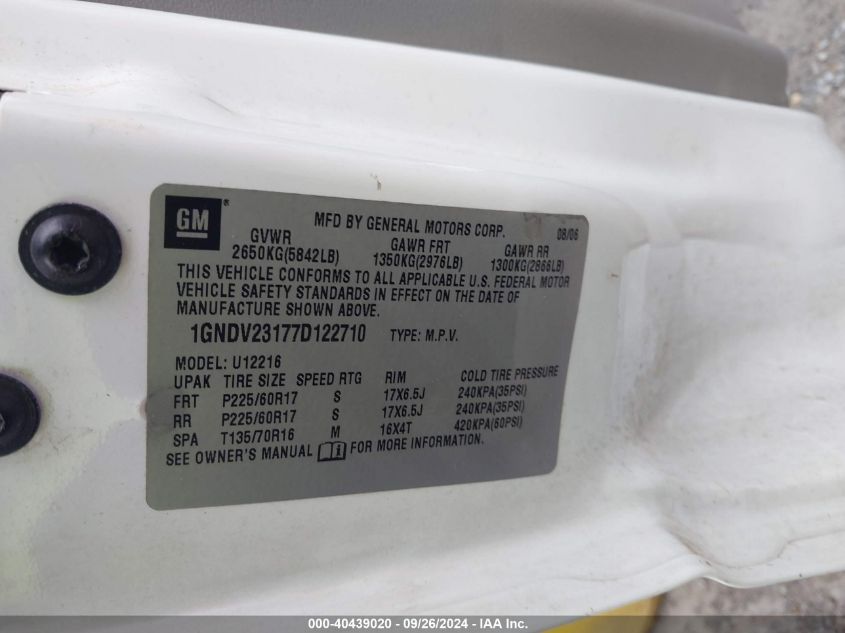 GM ® MFD BY GENERAL MOTORS CORP. 08/06
GVWR GAWR FRT GAWR RR
2650KG(5842LB) 1350KG(2976LB) 1300KG(2866LB)
THIS VEHICLE CONFORMS TO ALL APPLICABLE U.S. FEDERAL MOTOR
VEHICLE SAFETY STANDARDS IN EFFECT ON THE DATE OF
MANUFACTURE SHOWN ABOVE.
1GNDV23177D122710 TYPE: M.P.V.
MODEL: U12216
UPAK TIRE SIZE SPEED RTG RIM COLD TIRE PRESSURE
FRT P225/60R17 S 17X6.5J 240KPA(35PSI)
RR P225/60R17 S 17X6.5J 240KPA(35PSI)
SPA T135/70R16 M 16X4T 420KPA(60PSI)
SEE OWNER'S MANUAL FOR MORE INFORMATION.
000-40439020 - 09/26/2024 - IAA Inc.